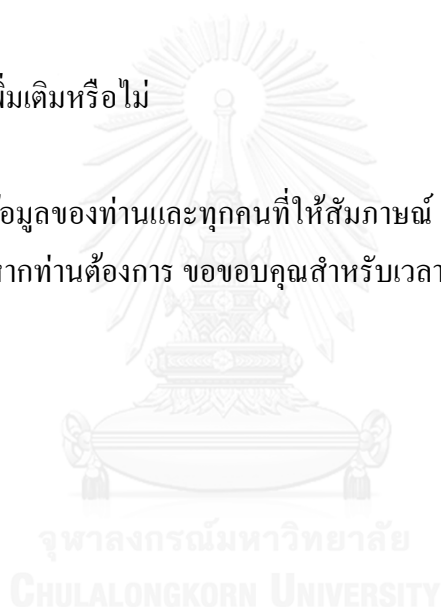 พิ่มเติมหรือไม่
้อมูลของท่านและทุกคนที่ให้สัมภาษณ์
หากท่านต้องการ ขอขอบคุณสำหรับเวลา
จุฬาลงกรณ์มหาวิทยาลัย
CHULALONGKORN UNIVERSITY